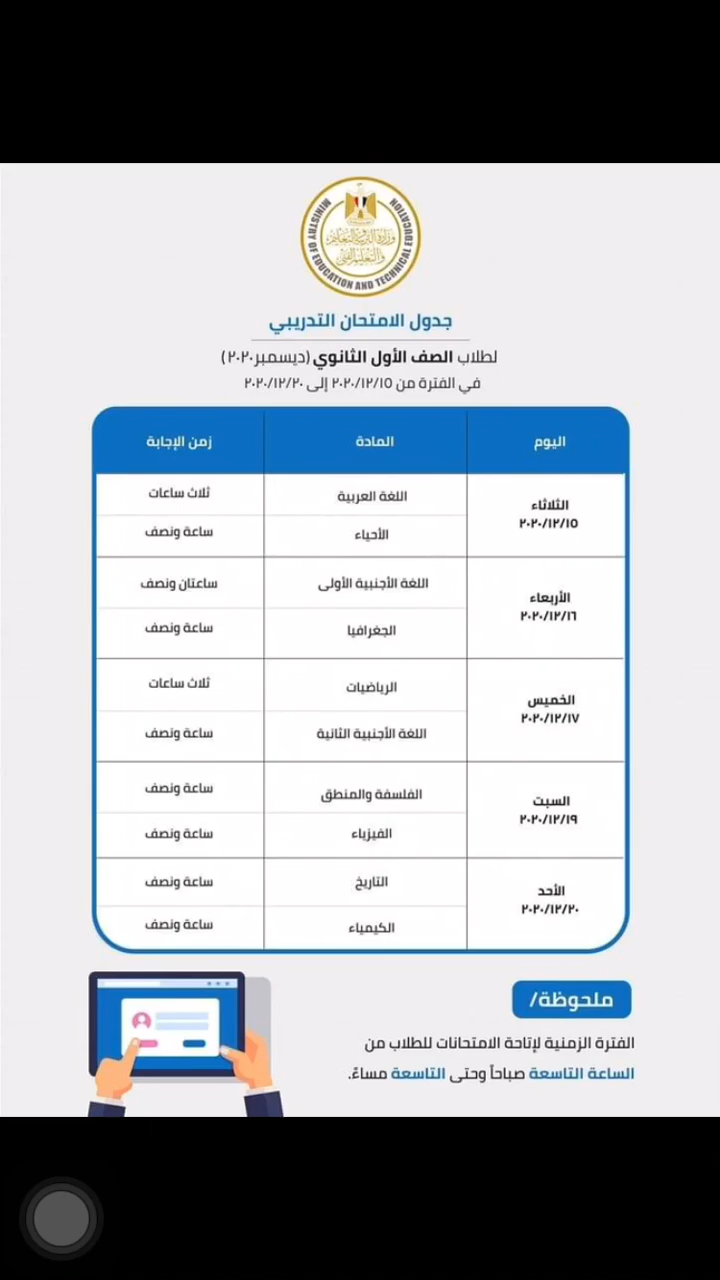 MINISTRY OF EDUCATION AND TECHNICAL EDUCATION
وزارة التربية والتعليم
والتعليم الفني
جدول الامتحان التدريبي
لطلاب الصف الأول الثانوي (ديسمبر٢٠٢٠)
في الفترة من ٢٠٢٠/١٢/١٥ إلى ٢٠٢٠/١٢/٢٠
اليوم المادة زمن الإجابة
الثلاثاء
٢٠٢٠/١٢/١٥
اللغة العربية ثلاث ساعات
الأحياء ساعة ونصف
الأربعاء
٢٠٢٠/١٢/١٦
اللغة الأجنبية الأولى ساعتان ونصف
الجغرافيا ساعة ونصف
الخميس
٢٠٢٠/١٢/١٧
الرياضيات ثلاث ساعات
اللغة الأجنبية الثانية ساعة ونصف
السبت
٢٠٢٠/١٢/١٩
الفلسفة والمنطق ساعة ونصف
الفيزياء ساعة ونصف
الأحد
٢٠٢٠/١٢/٢٠
التاريخ ساعة ونصف
الكيمياء ساعة ونصف
ملحوظة/
الفترة الزمنية لإتاحة الامتحانات للطلاب من
الساعة التاسعة صباحاً وحتى التاسعة مساءً.